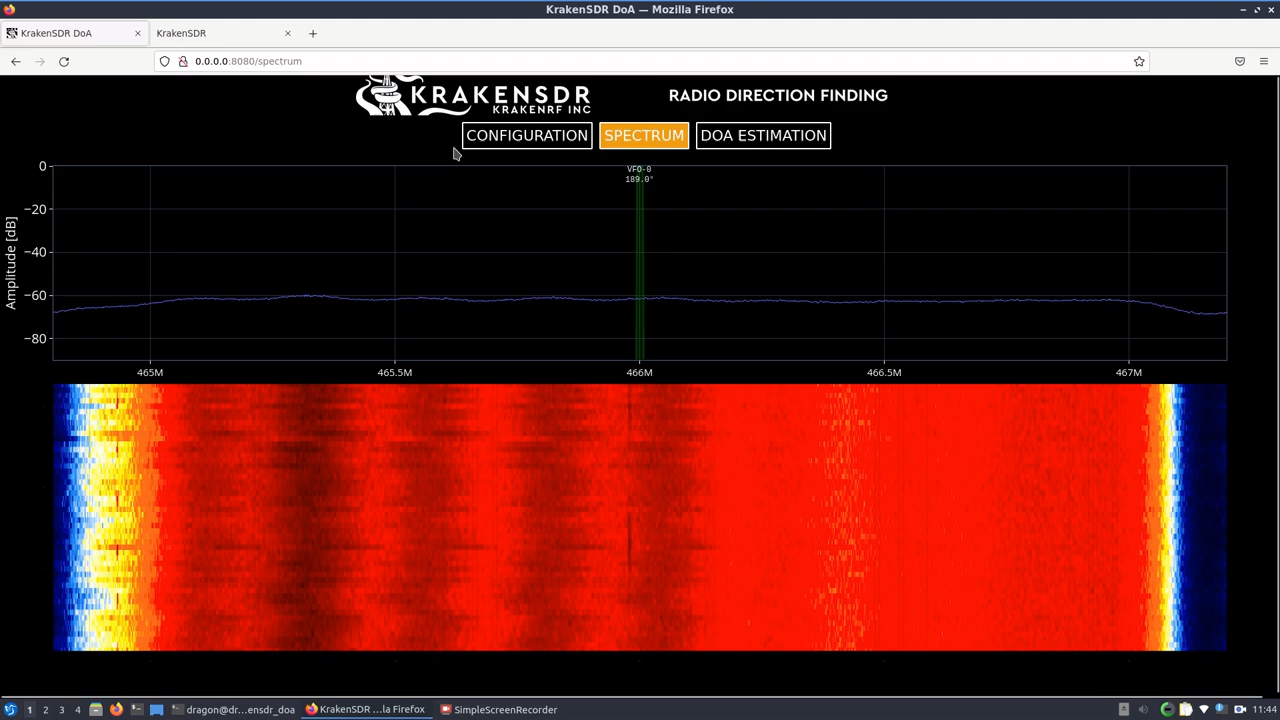 KrakenSDR DoA — Mozilla Firefox
KrakenSDR DoA
KrakenSDR
0.0.0.0:8080/spectrum
KRAKENSDR
KRAKENRF INC
RADIO DIRECTION FINDING
CONFIGURATION
SPECTRUM
DOA ESTIMATION
VFO-0
189.0°
0
−20
−40
−60
−80
Amplitude [dB]
465M
465.5M
466M
466.5M
467M
1
2
3
4
dragon@dr...ensdr_doa
KrakenSDR ...la Firefox
SimpleScreenRecorder
11:44